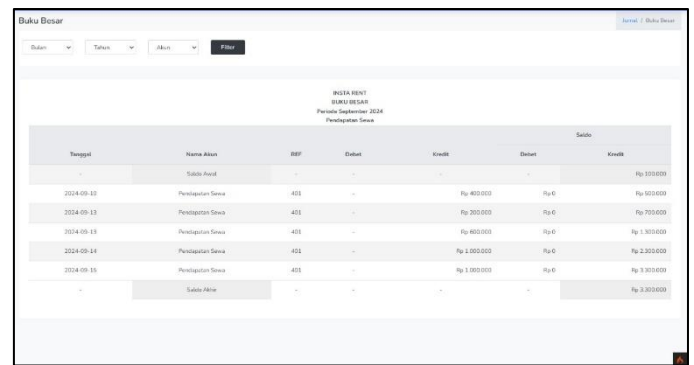 Buku Besar
Jurnal / Buku Besar
Bulan Tahun Akun Filter
INSTA RENT
BUKU BESAR
Periode September 2024
Pendapatan Sewa
Saldo
Tanggal Nama Akun REF Debet Kredit Debet Kredit
- Saldo Awal - - - - Rp 100.000
2024-09-10 Pendapatan Sewa 401 - Rp 400.000 Rp 0 Rp 500.000
2024-09-13 Pendapatan Sewa 401 - Rp 200.000 Rp 0 Rp 700.000
2024-09-13 Pendapatan Sewa 401 - Rp 600.000 Rp 0 Rp 1.300.000
2024-09-14 Pendapatan Sewa 401 - Rp 1.000.000 Rp 0 Rp 2.300.000
2024-09-15 Pendapatan Sewa 401 - Rp 1.000.000 Rp 0 Rp 3.300.000
- Saldo Akhir - - - - Rp 3.300.000